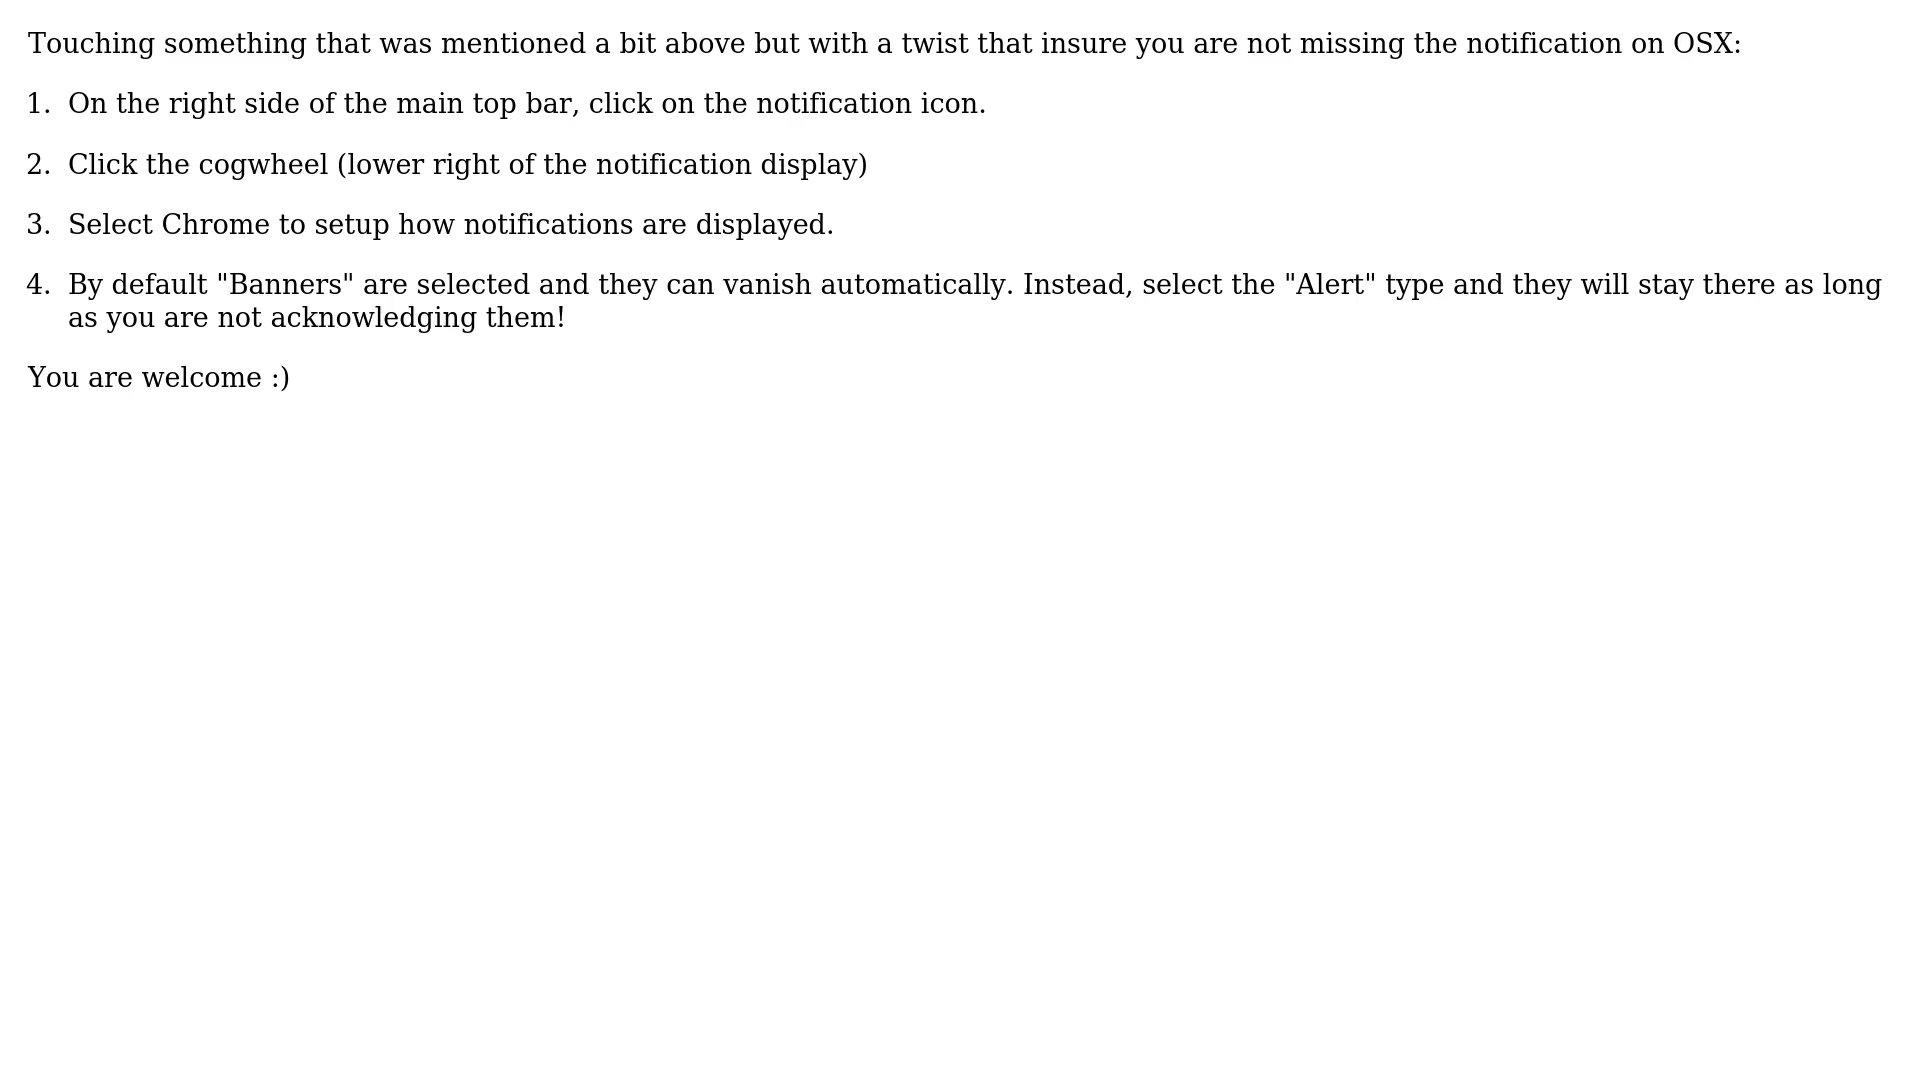 Touching something that was mentioned a bit above but with a twist that insure you are not missing the notification on OSX:
1. On the right side of the main top bar, click on the notification icon.
2. Click the cogwheel (lower right of the notification display)
3. Select Chrome to setup how notifications are displayed.
4. By default "Banners" are selected and they can vanish automatically. Instead, select the "Alert" type and they will stay there as long
as you are not acknowledging them!
You are welcome :)